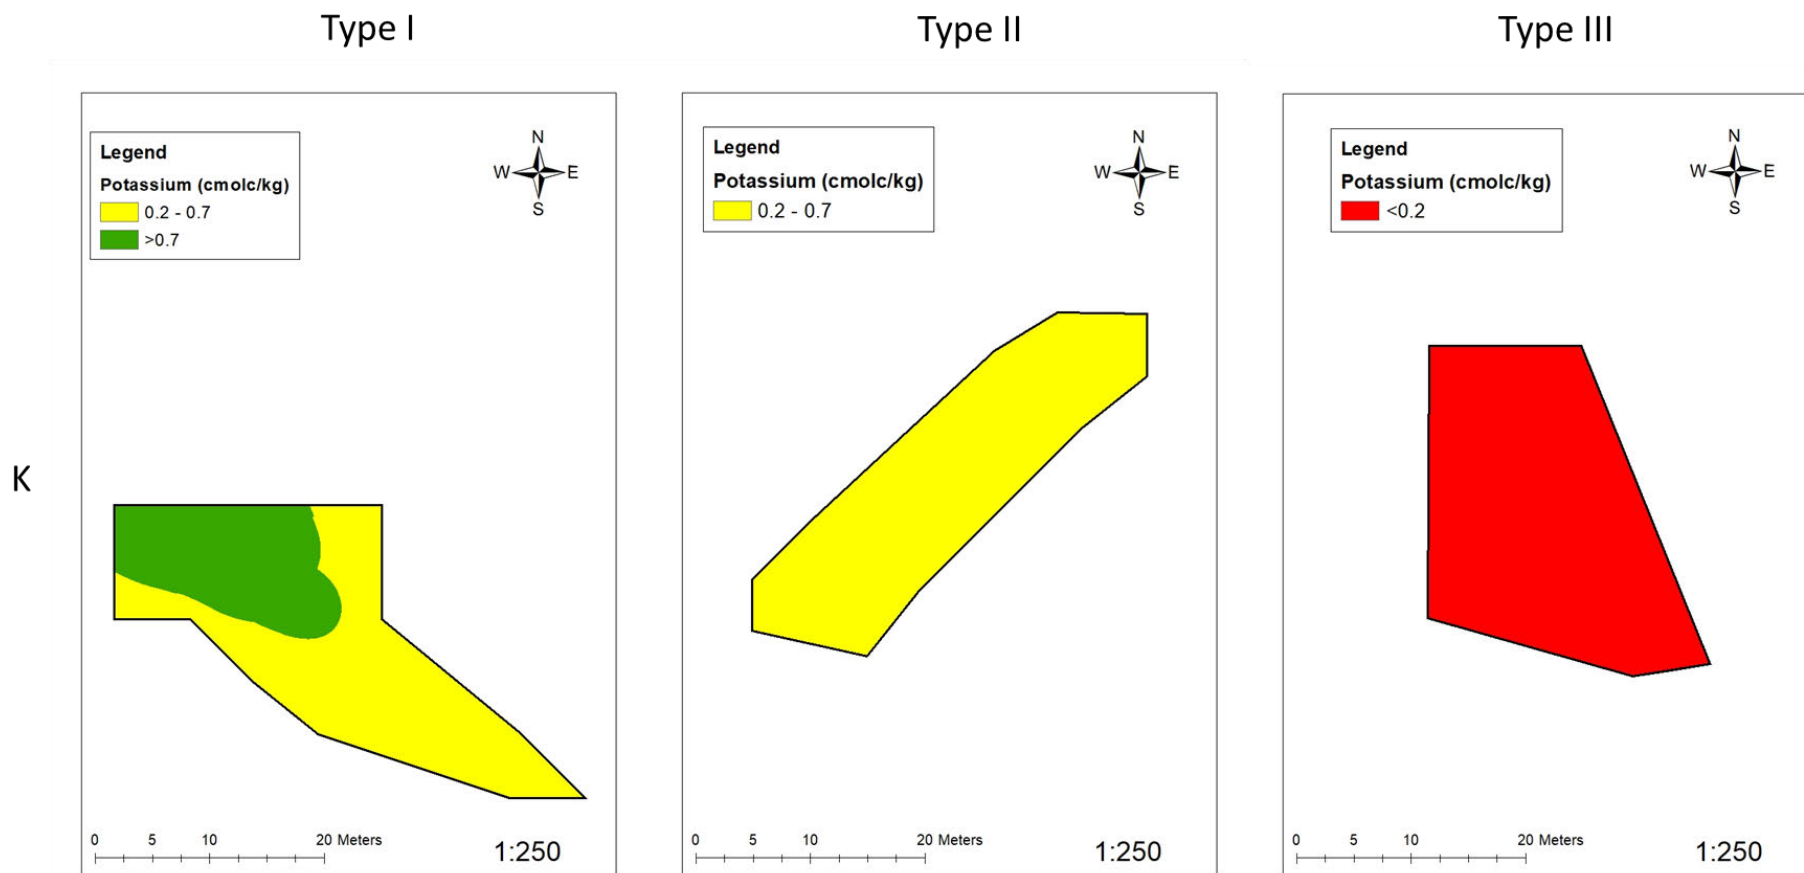 Type I
Type II
Type III
K
Legend
Potassium (cmolc/kg)
0.2 - 0.7
>0.7
N
W E
S
0 5 10 20 Meters
1:250
Legend
Potassium (cmolc/kg)
0.2 - 0.7
N
W E
S
0 5 10 20 Meters
1:250
Legend
Potassium (cmolc/kg)
<0.2
N
W E
S
0 5 10 20 Meters
1:250